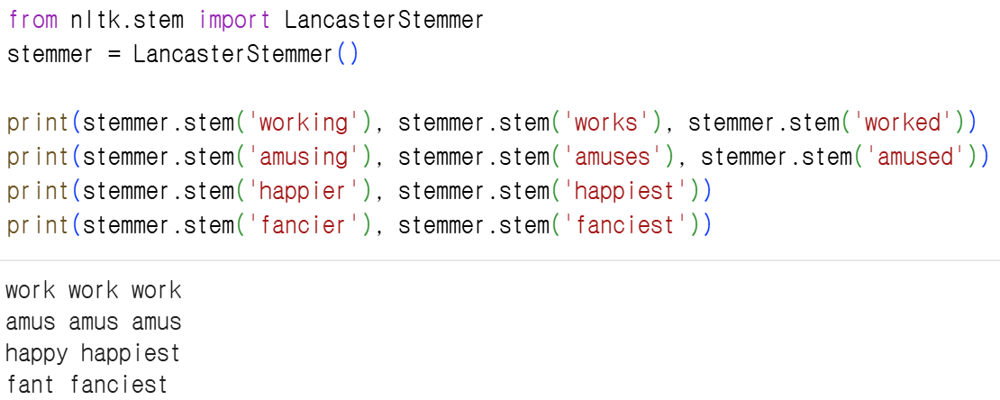 from nltk.stem import LancasterStemmer
stemmer = LancasterStemmer()
print(stemmer.stem('working'), stemmer.stem('works'), stemmer.stem('worked'))
print(stemmer.stem('amusing'), stemmer.stem('amuses'), stemmer.stem('amused'))
print(stemmer.stem('happier'), stemmer.stem('happiest'))
print(stemmer.stem('fancier'), stemmer.stem('fanciest'))
work work work
amus amus amus
happy happiest
fant fanciest